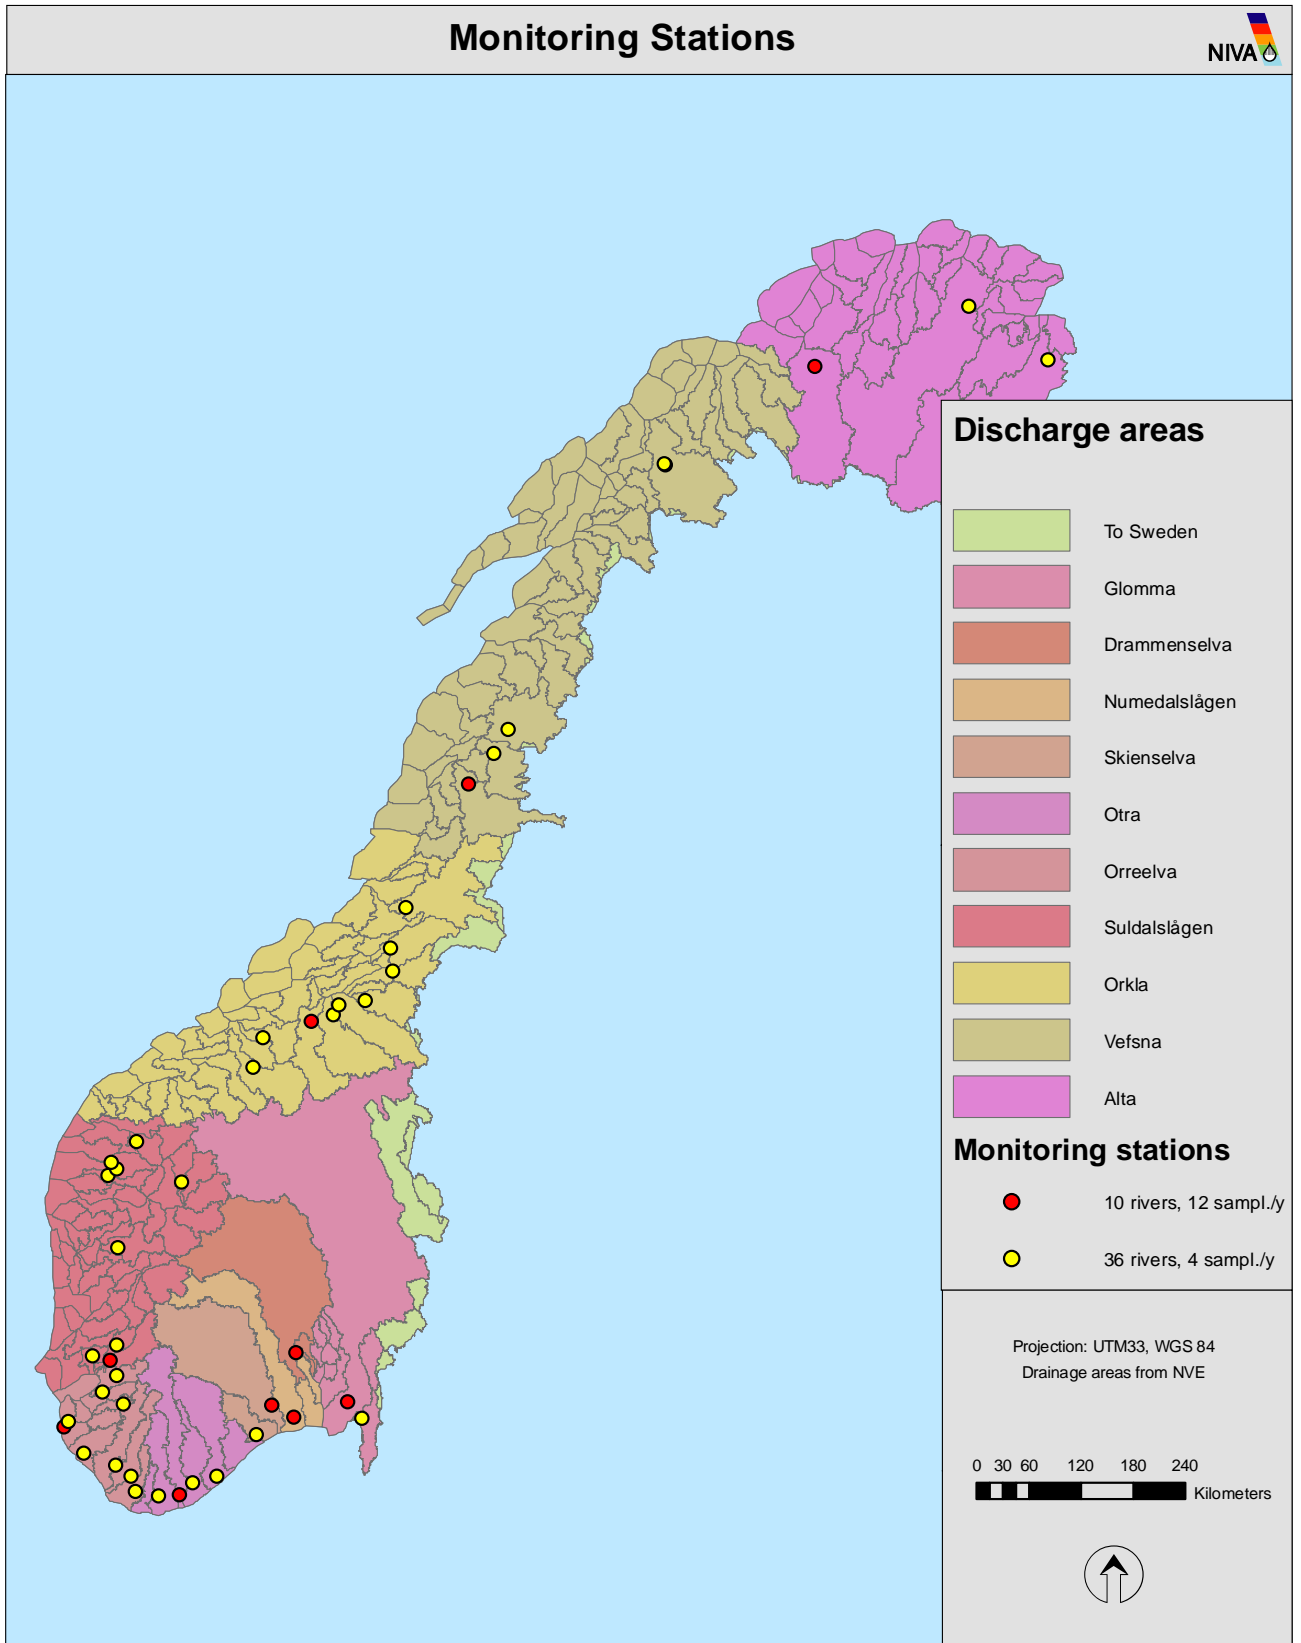 Monitoring Stations
NIVA
Discharge areas
To Sweden
Glomma
Drammenselva
Numedalslågen
Skienselva
Otra
Orreelva
Suldalslågen
Orkla
Vefsna
Alta
Monitoring stations
10 rivers, 12 sampl./y
36 rivers, 4 sampl./y
Projection: UTM33, WGS 84
Drainage areas from NVE
0 30 60 120 180 240
Kilometers